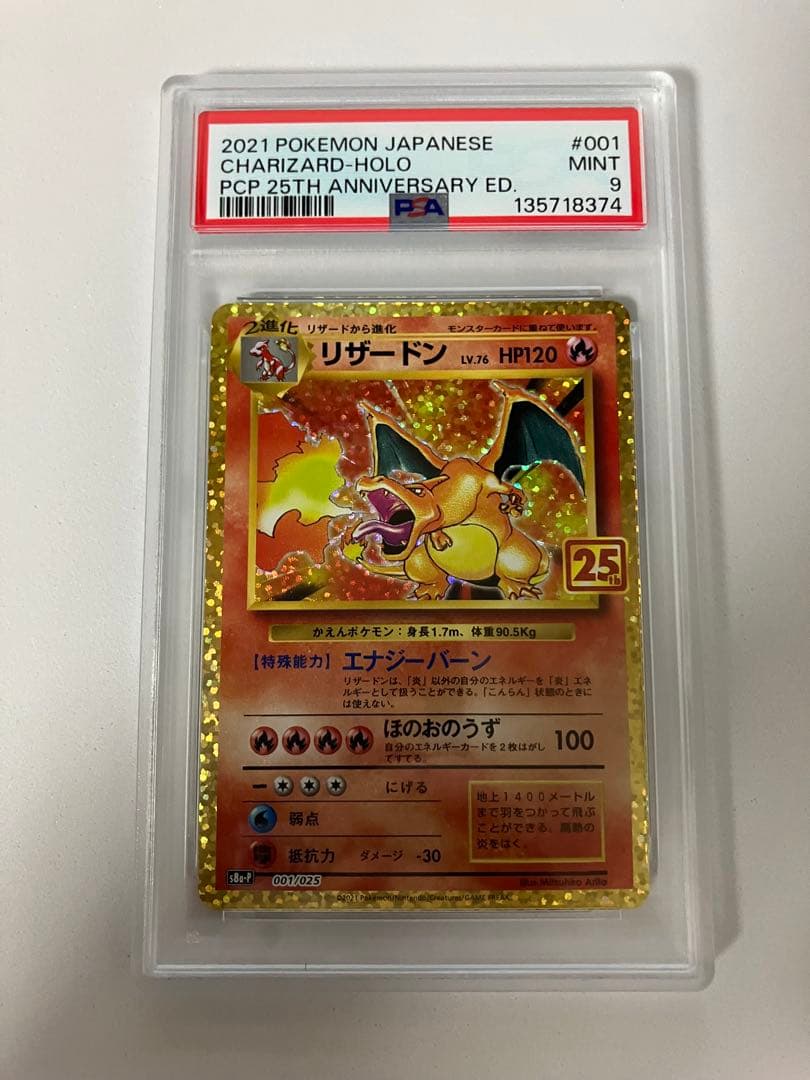 2021 POKEMON JAPANESE #001
CHARIZARD-HOLO MINT
PCP 25TH ANNIVERSARY ED. 9
PSA 135718374
2進化 リザードから進化 モンスターカードに重ねて使います。
リザードン LV.76 HP120
25th
かえんポケモン:身長1.7m、体重90.5Kg
【特殊能力】エナジーバーン
リザードンは、「炎」以外の自分のエネルギーを「炎」エネ
ルギーとして扱うことができる。「こんらん」状態のときに
は使えない。
ほのおのうず 100
自分のエネルギーカードを2枚はがし
てすてる。
にげる
弱点
抵抗力 ダメージ -30
地上1400メートル
まで羽をつかって飛ぶ
ことができる。高熱の
炎をはく。
s8a-P 001/025
Illus. Mitsuhiro Arita
©2021 Pokémon/Nintendo/Creatures/GAME FREAK.